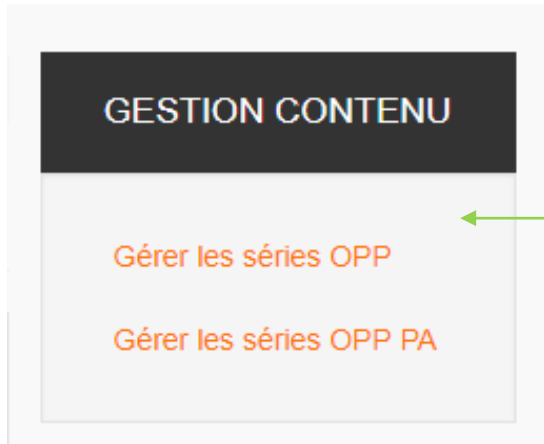 GESTION CONTENU
Gérer les séries OPP
Gérer les séries OPP PA